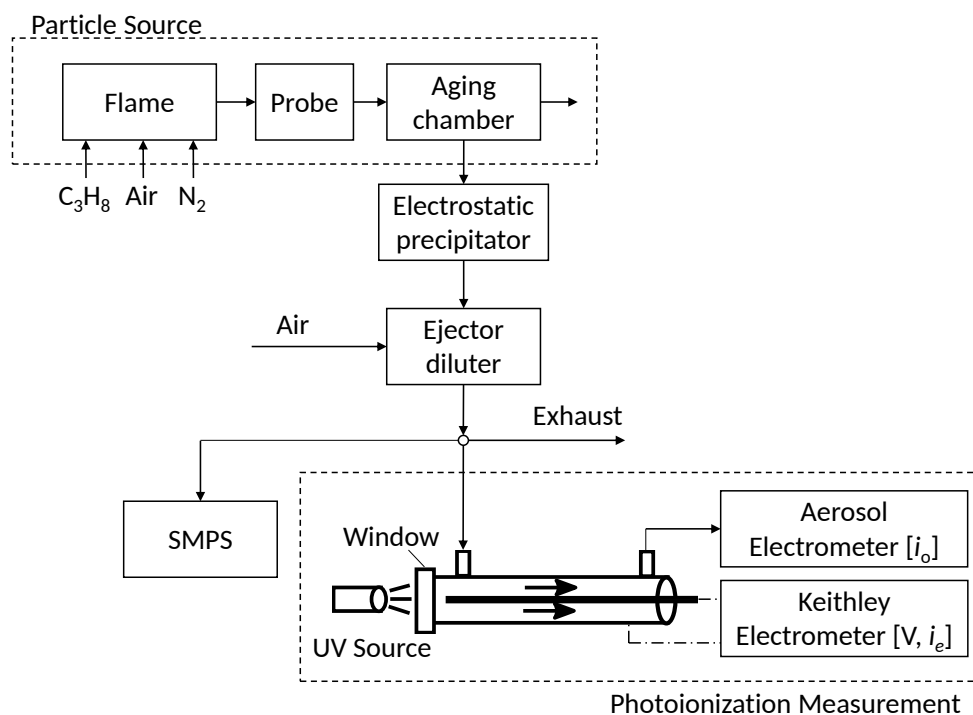 Particle Source
Flame
Probe
Aging
chamber
C₃H₈ Air N₂
Electrostatic
precipitator
Air
Ejector
diluter
Exhaust
SMPS
Window
UV Source
Aerosol
Electrometer [iₒ]
Keithley
Electrometer [V, iₑ]
Photoionization Measurement